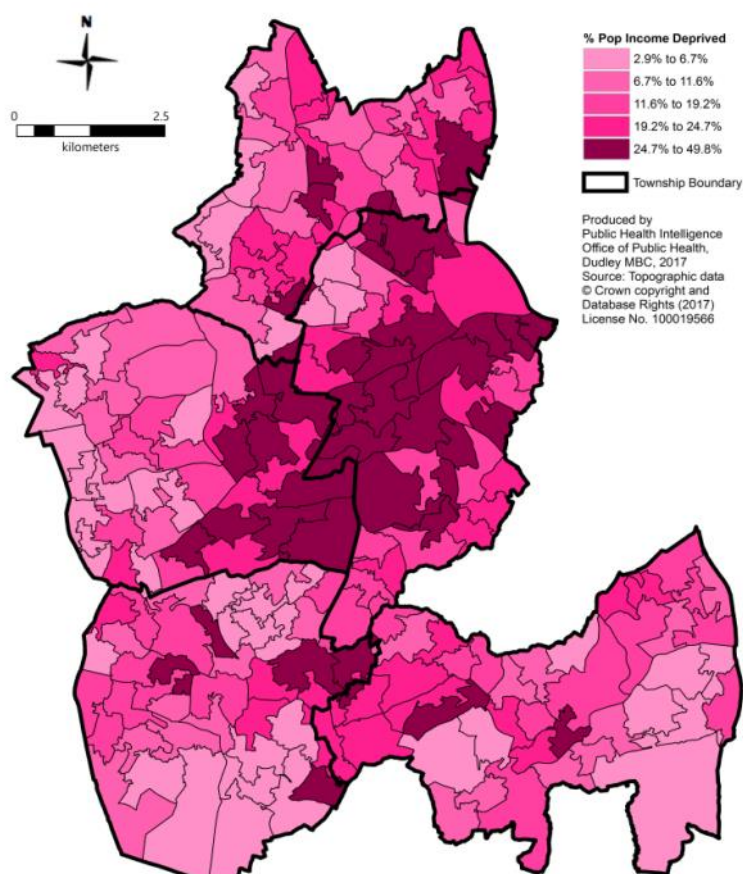 N
0 2.5
kilometers
% Pop Income Deprived
2.9% to 6.7%
6.7% to 11.6%
11.6% to 19.2%
19.2% to 24.7%
24.7% to 49.8%
Township Boundary
Produced by
Public Health Intelligence
Office of Public Health,
Dudley MBC, 2017
Source: Topographic data
© Crown copyright and
Database Rights (2017)
License No. 100019566